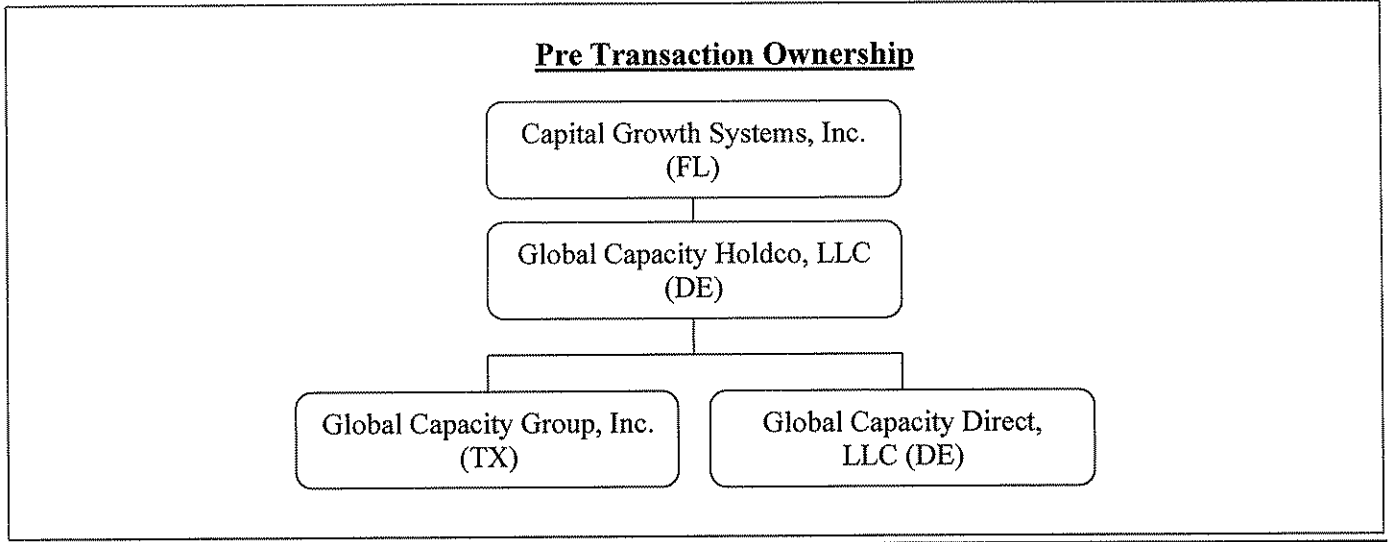 Pre Transaction Ownership
Capital Growth Systems, Inc.
(FL)
Global Capacity Holdco, LLC
(DE)
Global Capacity Group, Inc.
(TX)
Global Capacity Direct,
LLC (DE)